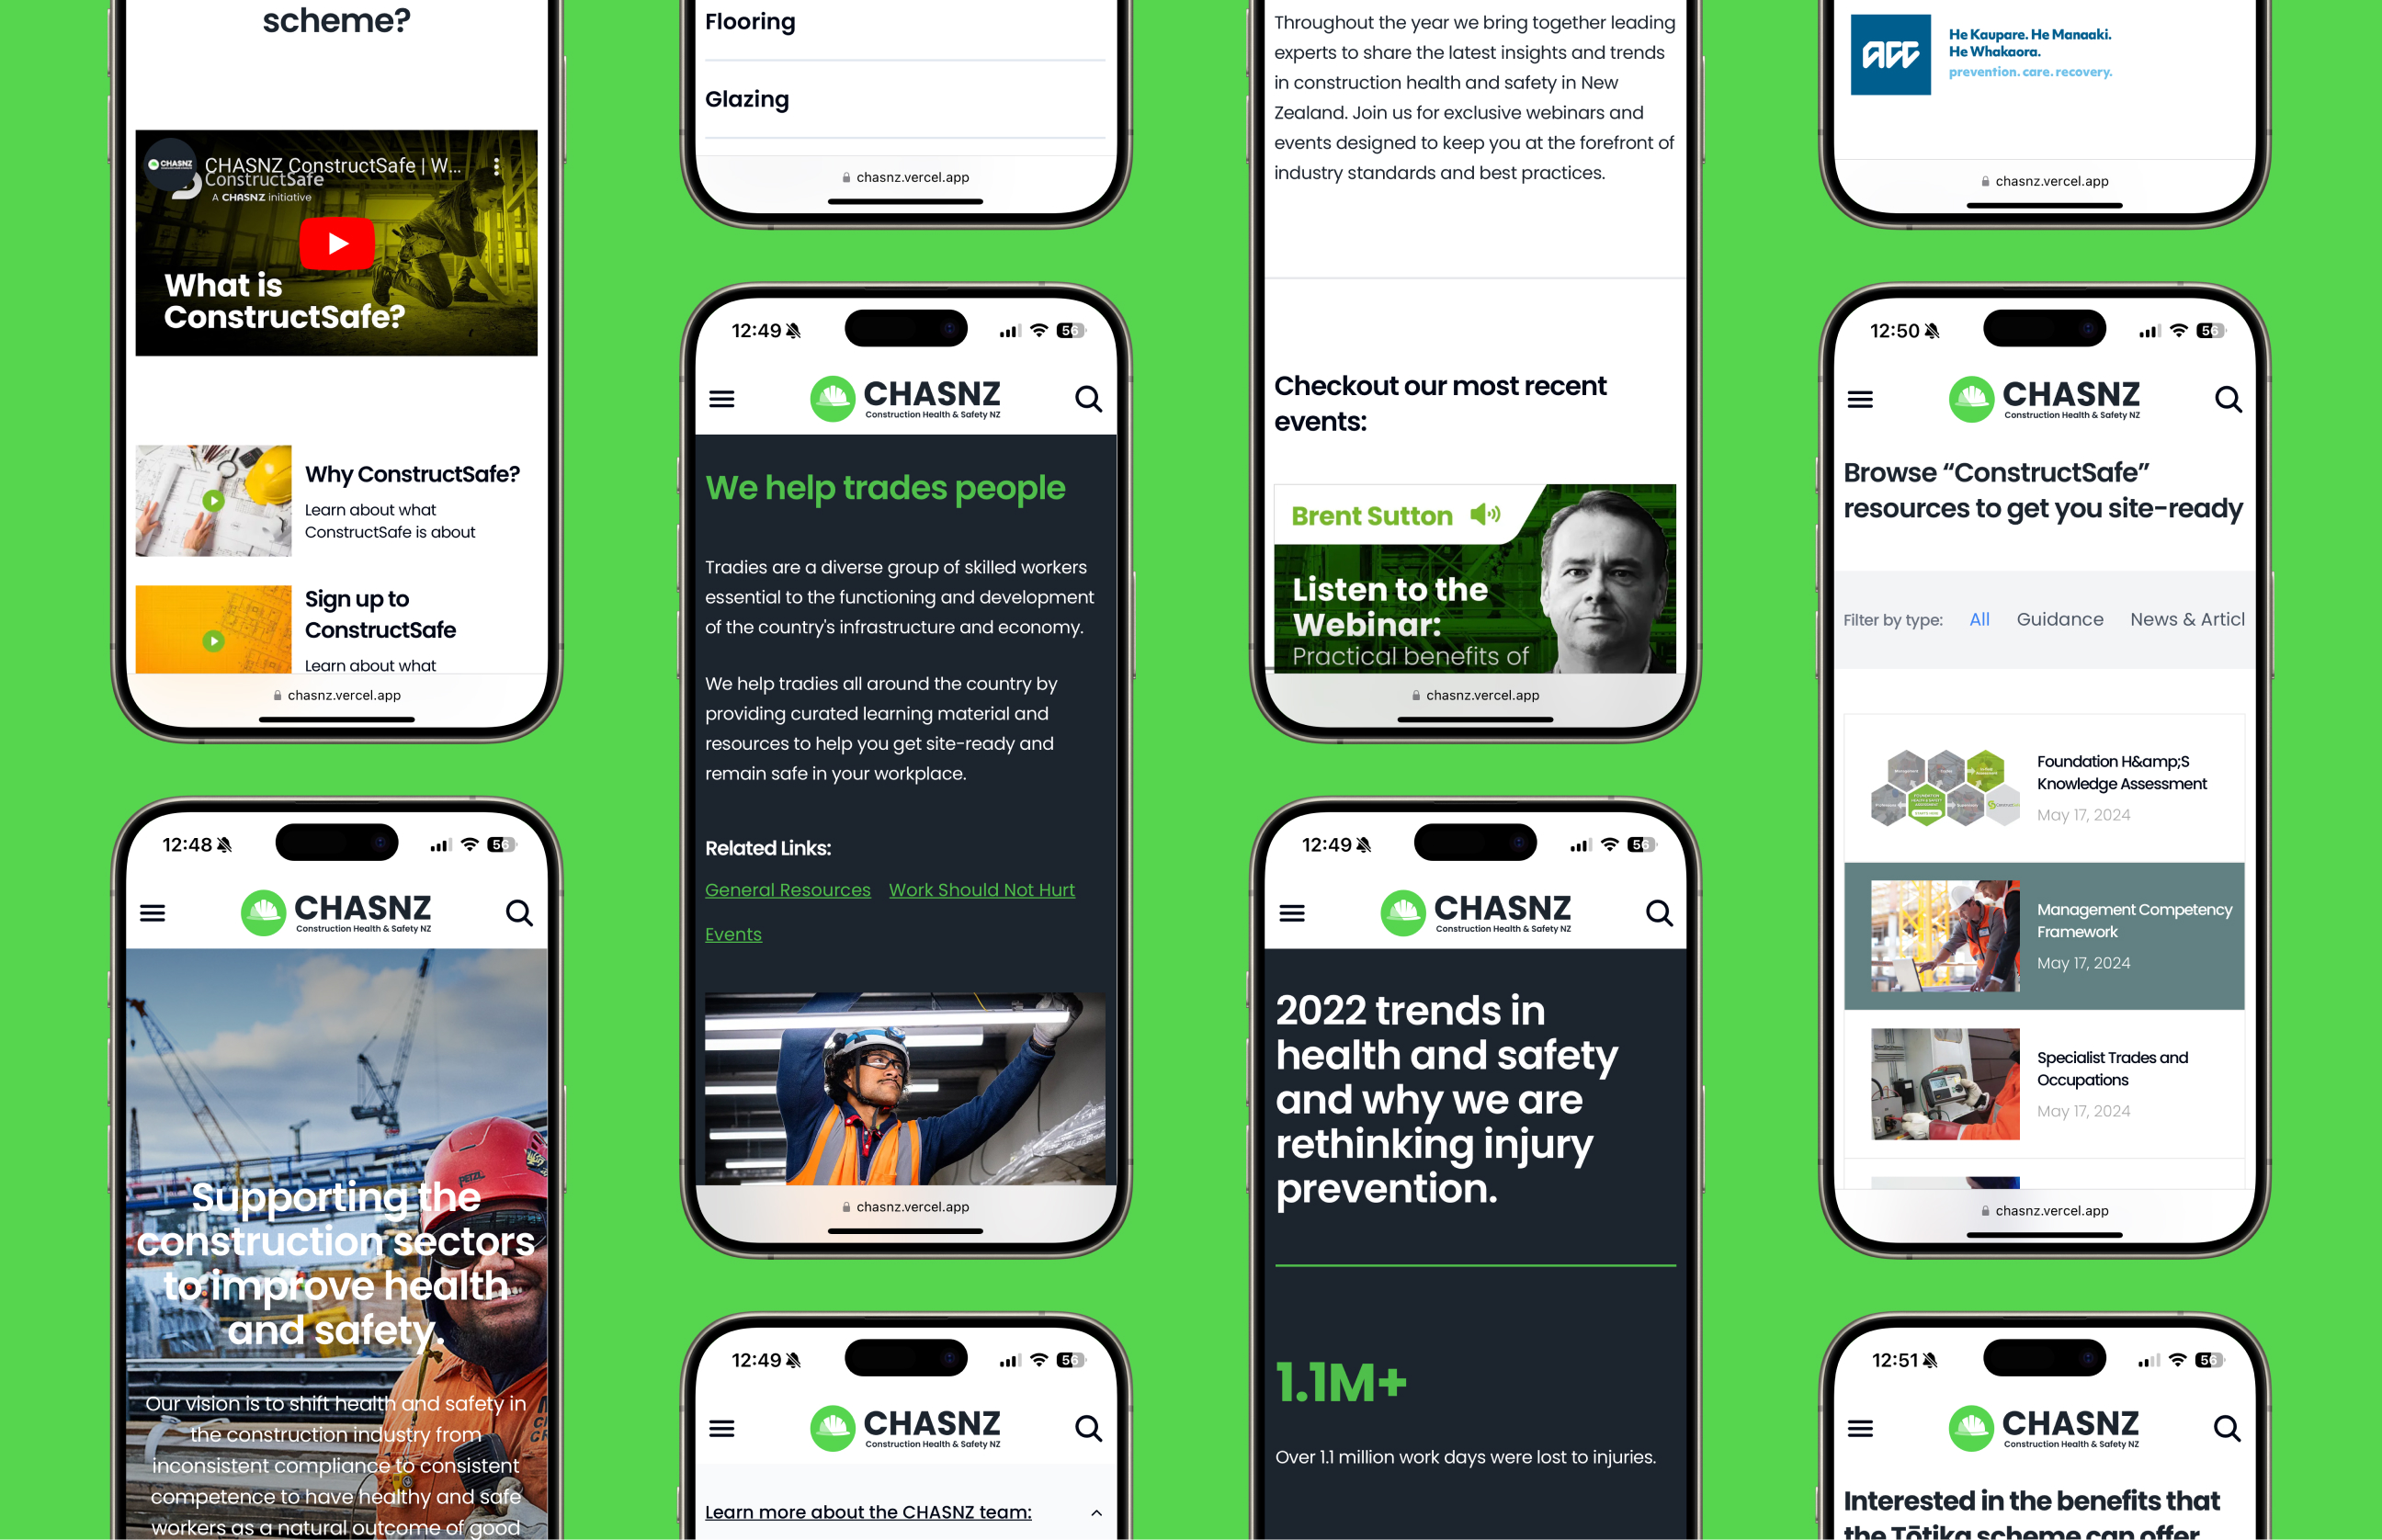 scheme?
CHASNZ
CHASNZ ConstructSafe | W...
ConstructSafe
A CHASNZ initiative
What is
ConstructSafe?
Why ConstructSafe?
Learn about what
ConstructSafe is about
Sign up to
ConstructSafe
Learn about what
chasnz.vercel.app
12:48
56
CHASNZ
Construction Health & Safety NZ
PETZL
Supporting the
construction sectors
to improve health
and safety.
Our vision is to shift health and safety in
the construction industry from
inconsistent compliance to consistent
competence to have healthy and safe
workers as a natural outcome of good
Flooring
Glazing
chasnz.vercel.app
12:49
56
CHASNZ
Construction Health & Safety NZ
We help trades people
Tradies are a diverse group of skilled workers
essential to the functioning and development
of the country's infrastructure and economy.
We help tradies all around the country by
providing curated learning material and
resources to help you get site-ready and
remain safe in your workplace.
Related Links:
General Resources Work Should Not Hurt
Events
chasnz.vercel.app
12:49
56
CHASNZ
Construction Health & Safety NZ
Learn more about the CHASNZ team:
Throughout the year we bring together leading
experts to share the latest insights and trends
in construction health and safety in New
Zealand. Join us for exclusive webinars and
events designed to keep you at the forefront of
industry standards and best practices.
Checkout our most recent
events:
Brent Sutton
Listen to the
Webinar:
Practical benefits of
chasnz.vercel.app
12:49
56
CHASNZ
Construction Health & Safety NZ
2022 trends in
health and safety
and why we are
rethinking injury
prevention.
1.1M+
Over 1.1 million work days were lost to injuries.
acc
He Kaupare. He Manaaki.
He Whakaora.
prevention. care. recovery.
chasnz.vercel.app
12:50
56
CHASNZ
Construction Health & Safety NZ
Browse “ConstructSafe”
resources to get you site-ready
Filter by type: All Guidance News & Articl
Foundation H&amp;S
Knowledge Assessment
May 17, 2024
Management Competency
Framework
May 17, 2024
Specialist Trades and
Occupations
May 17, 2024
chasnz.vercel.app
12:51
56
CHASNZ
Construction Health & Safety NZ
Interested in the benefits that
the Tōtika scheme can offer